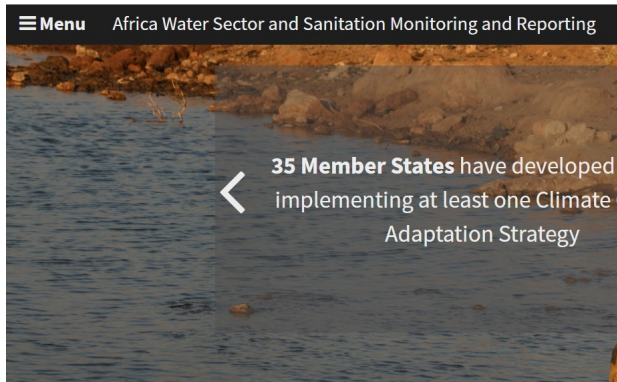 Menu Africa Water Sector and Sanitation Monitoring and Reporting
35 Member States have developed
implementing at least one Climate
Adaptation Strategy